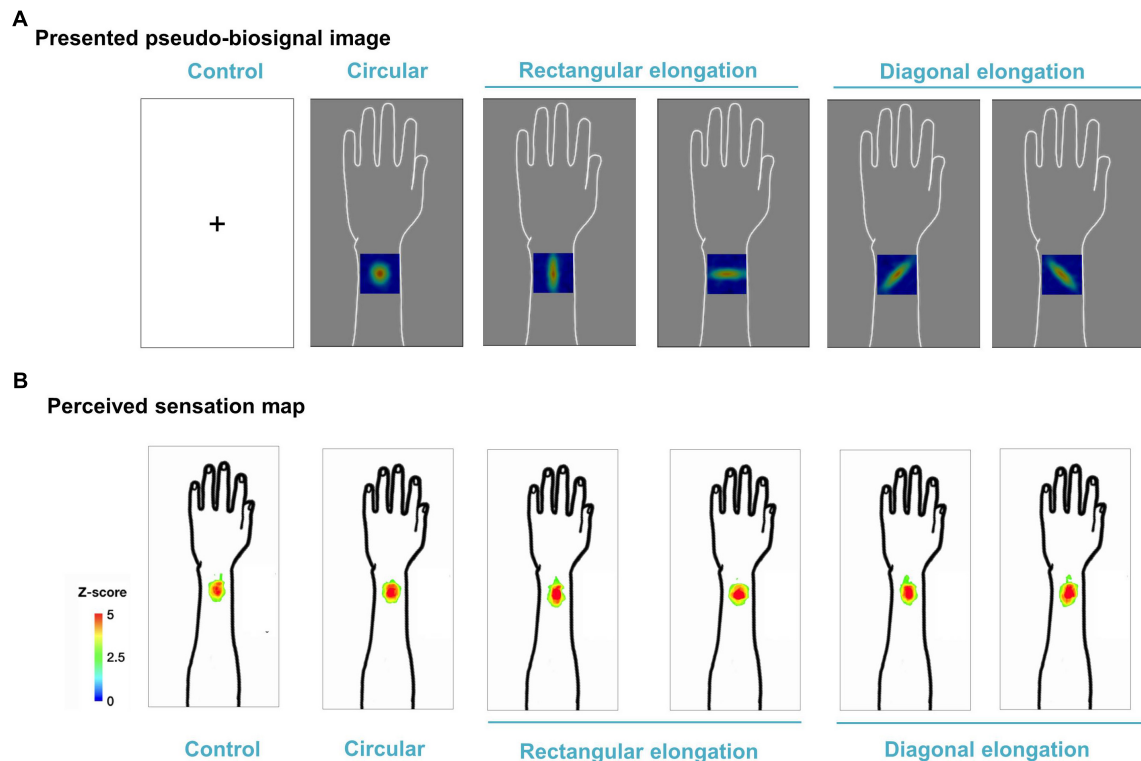 A
Presented pseudo-biosignal image
Control
Circular
Rectangular elongation
Diagonal elongation
+
B
Perceived sensation map
Z-score
5
2.5
0
Control
Circular
Rectangular elongation
Diagonal elongation